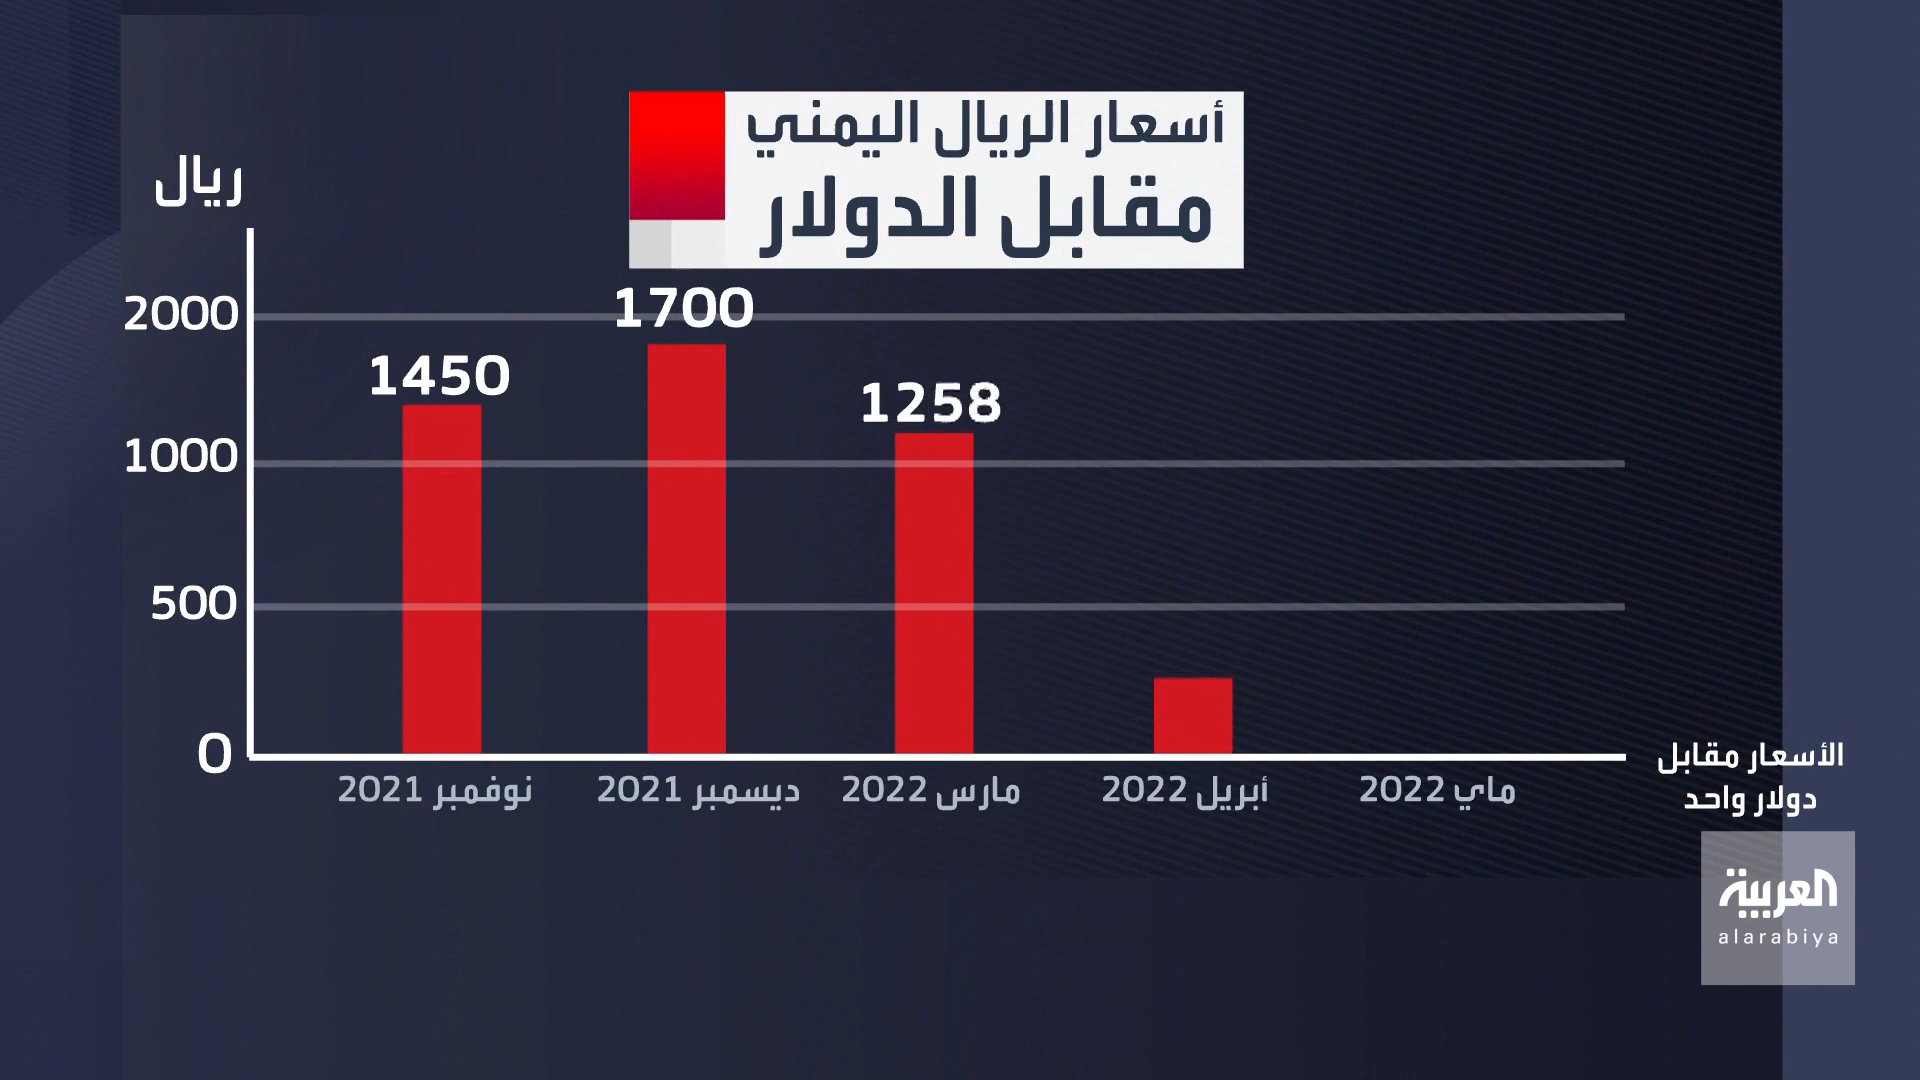 أسعار الريال اليمني
مقابل الدولار
ريال
2000
1000
500
0
1450
1700
1258
نوفمبر 2021
ديسمبر 2021
مارس 2022
أبريل 2022
ماي 2022
الأسعار مقابل
دولار واحد
العربية
alarabiya